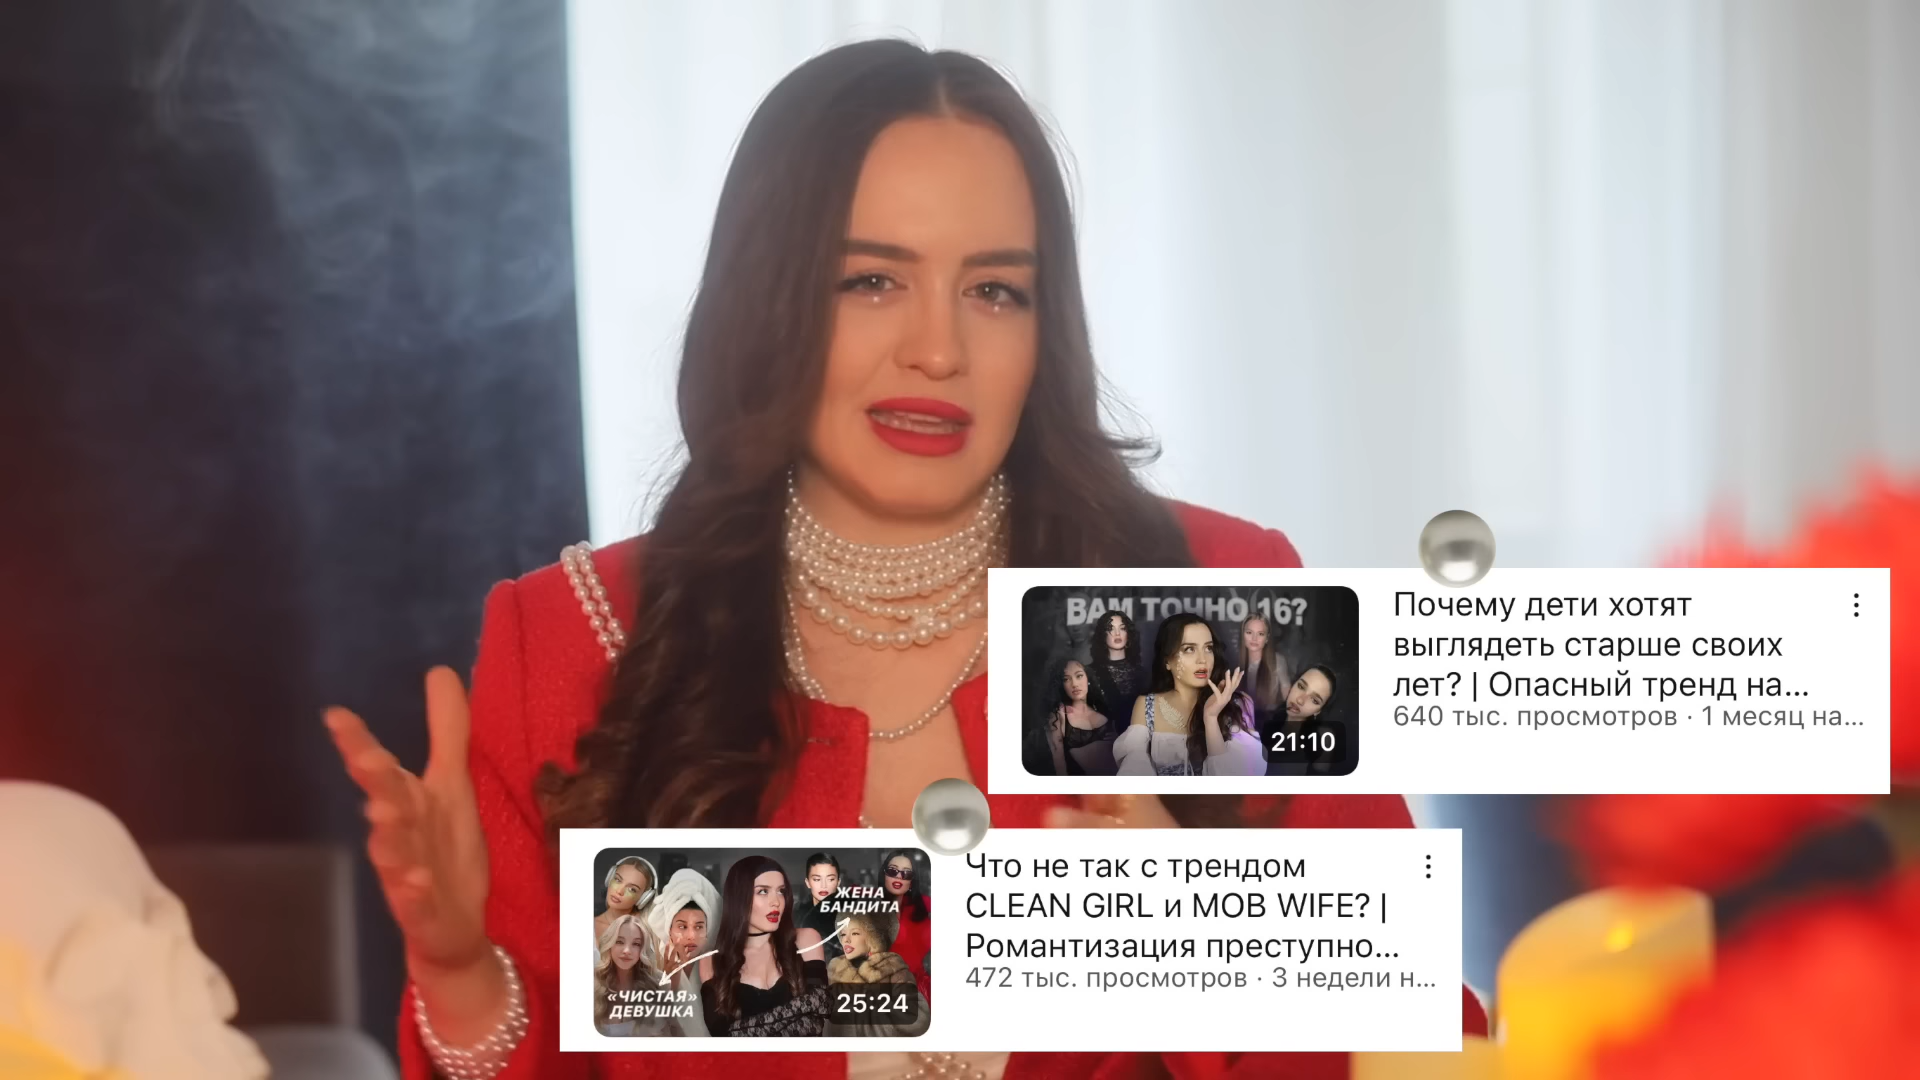 ВАМ ТОЧНО 16?
21:10
Почему дети хотят
выглядеть старше своих
лет? | Опасный тренд на...
640 тыс. просмотров · 1 месяц на...
ЖЕНА
БАНДИТА
«ЧИСТАЯ»
ДЕВУШКА
25:24
Что не так с трендом
CLEAN GIRL и MOB WIFE? |
Романтизация преступно...
472 тыс. просмотров · 3 недели н...